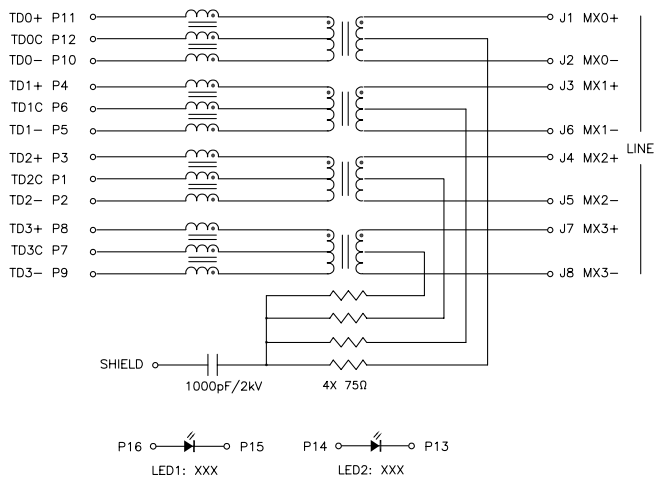 TD0+ P11
J1 MX0+
TD0C P12
TD0− P10
J2 MX0−
TD1+ P4
J3 MX1+
TD1C P6
TD1− P5
J6 MX1−
LINE
TD2+ P3
J4 MX2+
TD2C P1
TD2− P2
J5 MX2−
TD3+ P8
J7 MX3+
TD3C P7
TD3− P9
J8 MX3−
SHIELD
1000pF/2kV
4X 75Ω
P16
P15
P14
P13
LED1: XXX
LED2: XXX